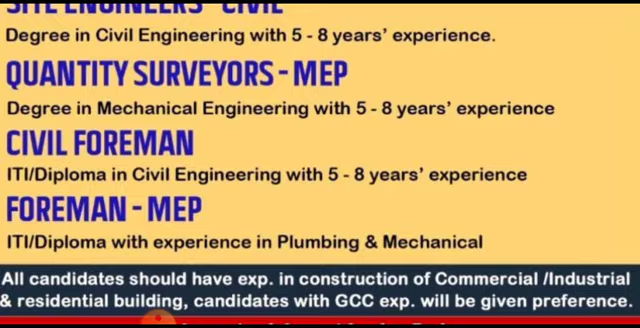 SITE ENGINEERS - CIVIL
Degree in Civil Engineering with 5 - 8 years' experience.
QUANTITY SURVEYORS - MEP
Degree in Mechanical Engineering with 5 - 8 years' experience
CIVIL FOREMAN
ITI/Diploma in Civil Engineering with 5 - 8 years' experience
FOREMAN - MEP
ITI/Diploma with experience in Plumbing & Mechanical
All candidates should have exp. in construction of Commercial /Industrial
& residential building, candidates with GCC exp. will be given preference.